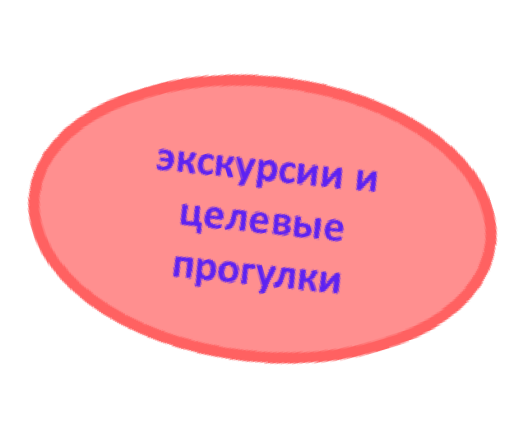 экскурсии и
целевые
прогулки